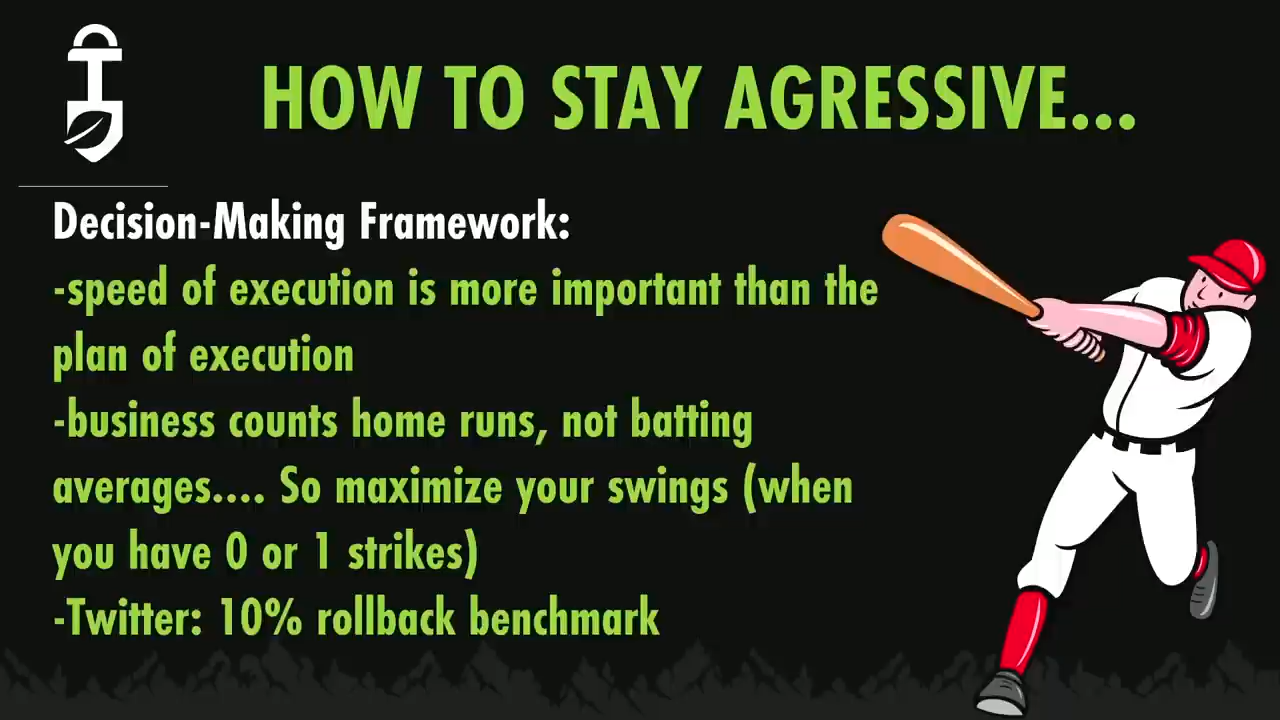 HOW TO STAY AGRESSIVE...
Decision-Making Framework:
-speed of execution is more important than the
plan of execution
-business counts home runs, not batting
averages.... So maximize your swings (when
you have 0 or 1 strikes)
-Twitter: 10% rollback benchmark